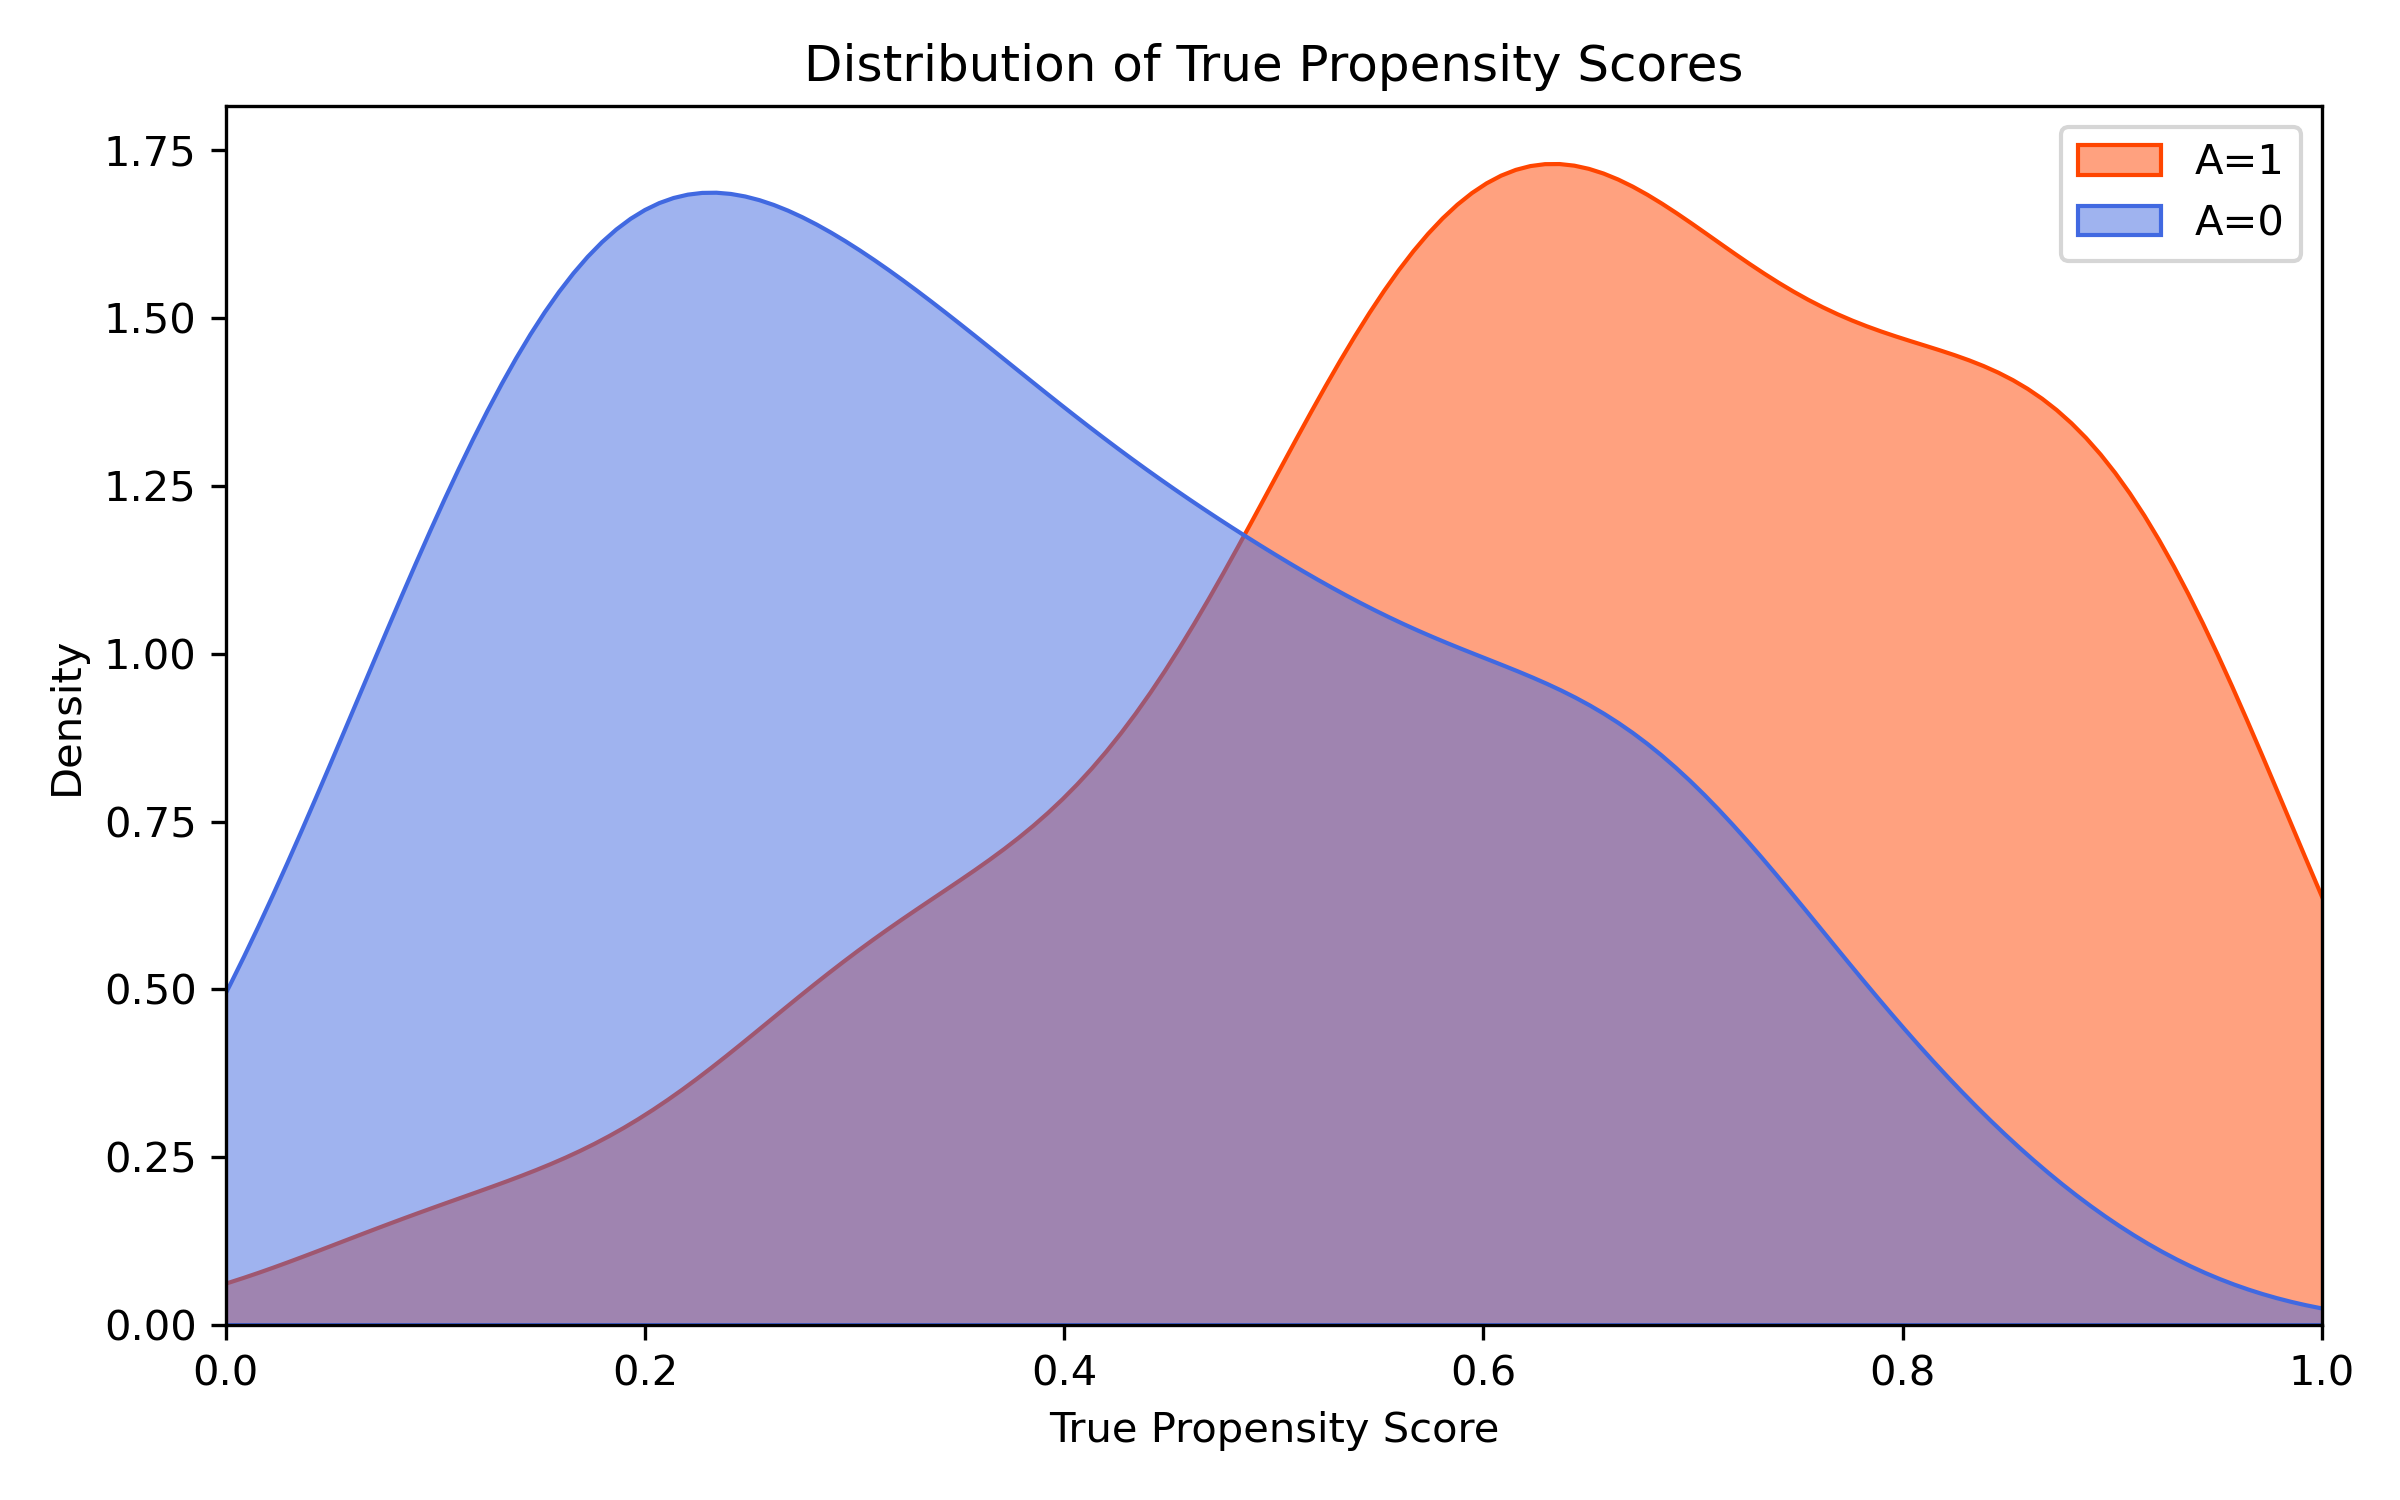 Distribution of True Propensity Scores
A=1
A=0
Density
1.75
1.50
1.25
1.00
0.75
0.50
0.25
0.00
0.0 0.2 0.4 0.6 0.8 1.0
True Propensity Score